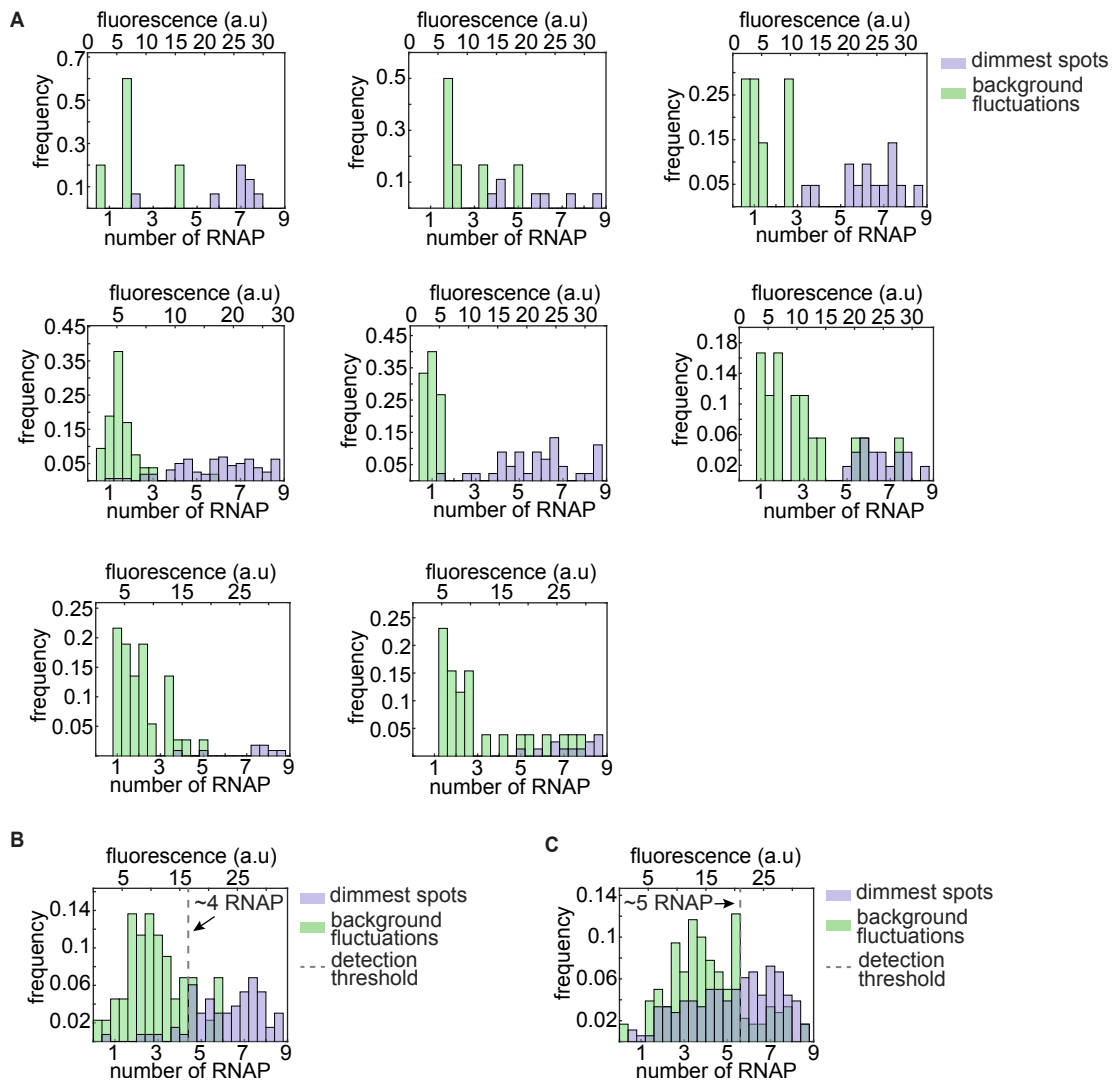 A
fluorescence (a.u)
0 5 10 15 20 25 30
0.7
0.5
0.3
0.1
frequency
1 3 5 7 9
number of RNAP
fluorescence (a.u)
0 5 10 15 20 25 30
0.5
0.3
0.1
frequency
1 3 5 7 9
number of RNAP
fluorescence (a.u)
0 5 10 15 20 25 30
0.25
0.15
0.05
frequency
1 3 5 7 9
number of RNAP
dimmest spots
background
fluctuations
fluorescence (a.u)
5 10 18 20 30
0.45
0.35
0.25
0.15
0.05
frequency
1 3 5 7 9
number of RNAP
fluorescence (a.u)
0 5 10 15 20 25 30
0.45
0.35
0.25
0.15
0.05
frequency
1 3 5 7 9
number of RNAP
fluorescence (a.u)
0 5 10 15 20 25 30
0.18
0.14
0.1
0.06
0.02
frequency
1 3 5 7 9
number of RNAP
fluorescence (a.u)
5 15 25
0.25
0.2
0.15
0.1
0.05
frequency
1 3 5 7 9
number of RNAP
fluorescence (a.u)
5 15 25
0.25
0.2
0.15
0.1
0.05
frequency
1 3 5 7 9
number of RNAP
B
fluorescence (a.u)
5 15 25
0.14
0.1
0.06
0.02
frequency
~4 RNAP
1 3 5 7 9
number of RNAP
dimmest spots
background
fluctuations
detection
threshold
C
fluorescence (a.u)
5 15 25
0.14
0.1
0.06
0.02
frequency
~5 RNAP
1 3 5 7 9
number of RNAP
dimmest spots
background
fluctuations
detection
threshold